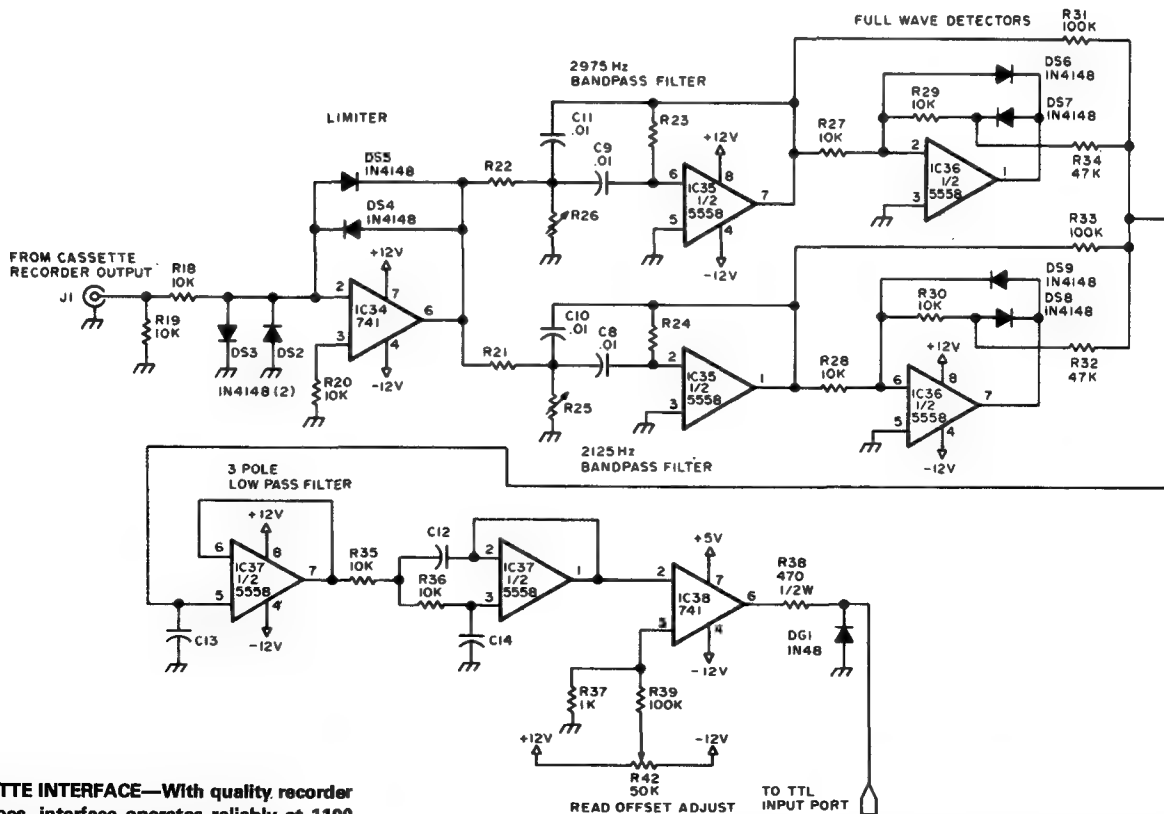 FULL WAVE DETECTORS
R31
100K
2975 Hz
BANDPASS FILTER
DS6
1N4148
LIMITER
C11
.01
R23
R29
10K
DS7
1N4148
+12V
R27
10K
DS5
1N4148
R22
C9
.01
6
8
7
IC35
1/2
5558
5
4
-12V
2
1
IC36
1/2
5558
3
R34
47K
DS4
1N4148
R26
R33
100K
FROM CASSETTE
RECORDER OUTPUT
J1
R18
10K
+12V
2
7
6
IC34
741
3
4
-12V
R19
10K
DS3
DS2
1N4148 (2)
R20
10K
C10
.01
R24
C8
.01
R21
R25
2
1
IC35
1/2
5558
3
DS9
1N4148
R30
10K
DS8
1N4148
R28
10K
+12V
R32
47K
6
8
7
IC36
1/2
5558
5
4
-12V
2125 Hz
BANDPASS FILTER
3 POLE
LOW PASS FILTER
+12V
6
8
7
IC37
1/2
5558
5
4
-12V
C13
R35
10K
C12
R36
10K
2
1
IC37
1/2
5558
3
C14
+5V
2
7
6
IC38
741
4
-12V
R38
470
1/2W
DG1
1N48
R37
1K
R39
100K
+12V
-12V
R42
50K
READ OFFSET ADJUST
TO TTL
INPUT PORT
TTE INTERFACE—With quality recorder
interface operates reliably at 1100